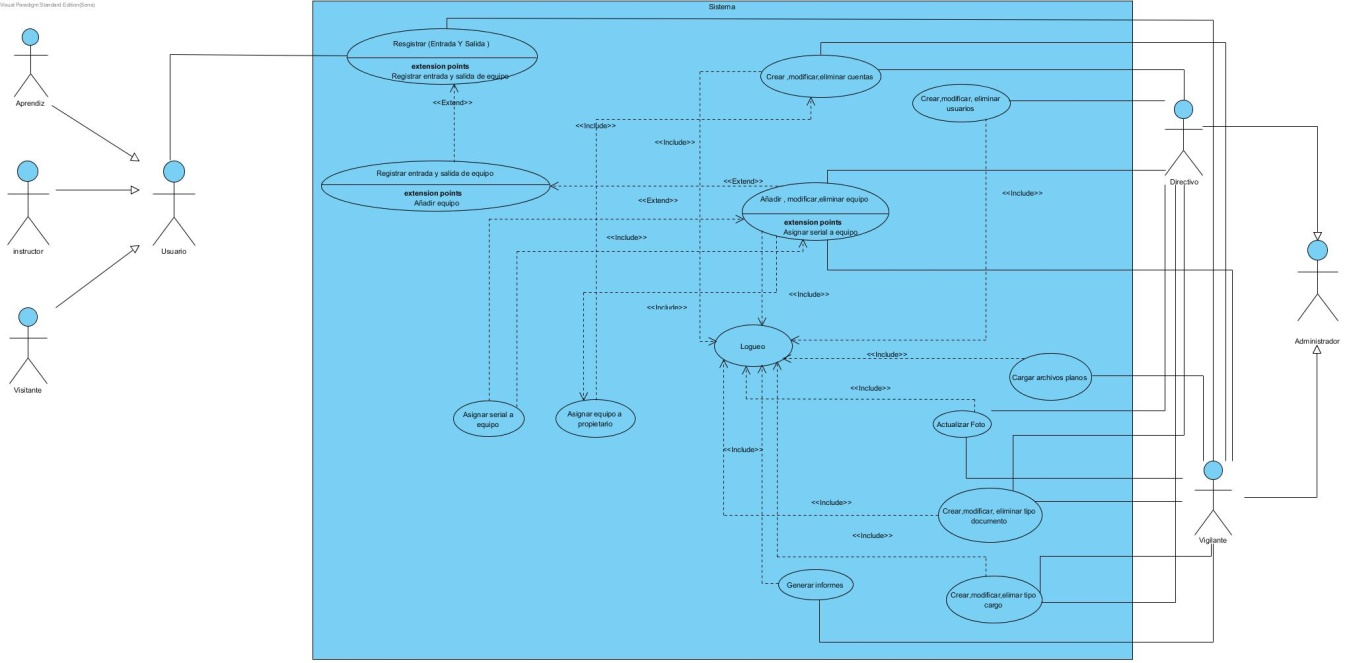 Visual Paradigm Standard Edition(Sena)
Sistema
Resgistrar (Entrada Y Salida )
extension points
Registrar entrada y salida de equipo
Crear ,modificar,eliminar cuentas
Crear,modificar, eliminar
usuarios
Aprendiz
<<Extend>>
<<Include>>
<<Include>>
Registrar entrada y salida de equipo
extension points
Añadir equipo
<<Extend>>
<<Extend>>
Añadir , modificar,eliminar equipo
extension points
Asignar serial a equipo
<<Include>>
Directivo
instructor
Usuario
<<Include>>
<<Include>>
<<Include>>
Logueo
<<Include>>
Administrador
Cargar archivos planos
Visitante
<<Include>>
Asignar serial a
equipo
Asignar equipo a
propietario
Actualizar Foto
<<Include>>
<<Include>>
Crear,modificar, eliminar tipo
documento
<<Include>>
Vigilante
Generar informes
Crear,modificar,elimar tipo
cargo